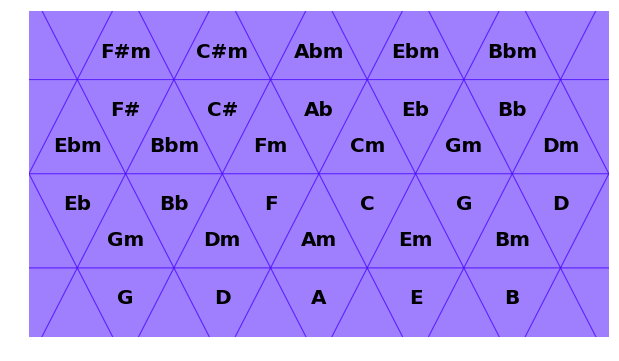 F#m C#m Abm Ebm Bbm
F# C# Ab Eb Bb
Ebm Bbm Fm Cm Gm Dm
Eb Bb F C G D
Gm Dm Am Em Bm
G D A E B